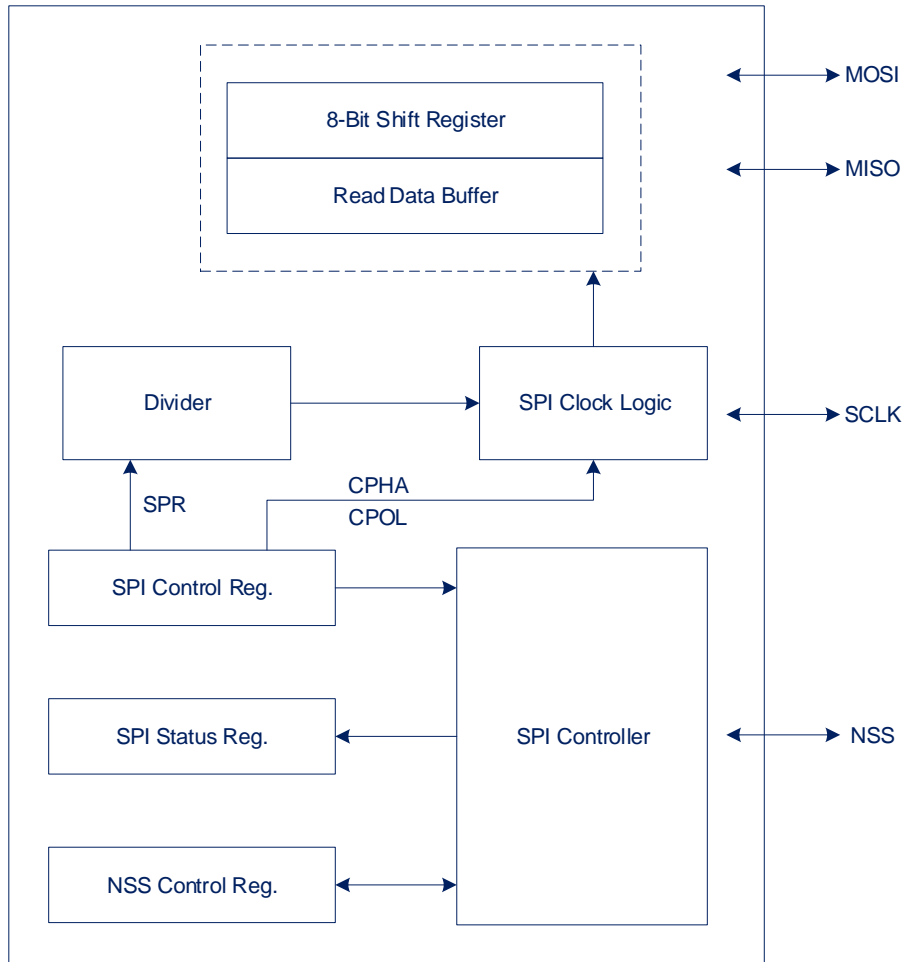 MOSI
8-Bit Shift Register
MISO
Read Data Buffer
Divider
SPI Clock Logic
SCLK
CPHA
SPR
CPOL
SPI Control Reg.
SPI Status Reg.
SPI Controller
NSS
NSS Control Reg.